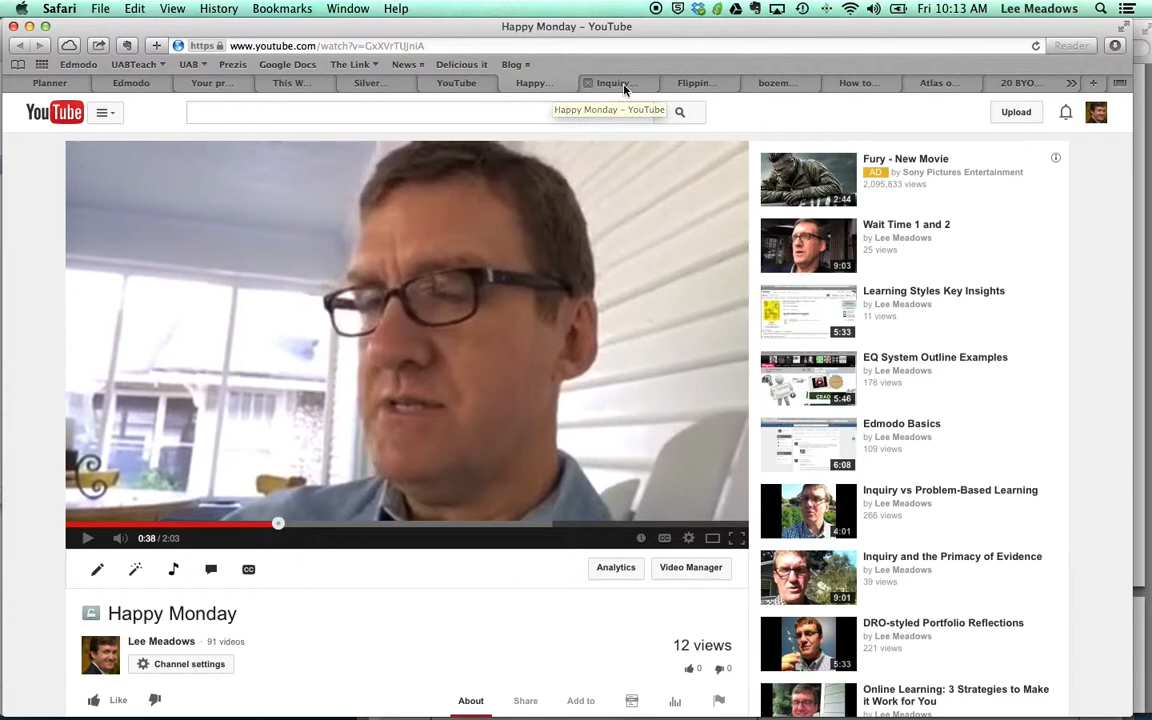 Safari File Edit View History Bookmarks Window Help Fri 10:13 AM Lee Meadows
Happy Monday – YouTube
https www.youtube.com/watch?v=GxXVrTUJniA Reader
Edmodo UABTeach UAB Prezis Google Docs The Link News Delicious it Blog
Planner Edmodo Your pr... This W... Silver... YouTube Happy... Inquiry... Flippin... bozem... How to... Atlas o... 20 BYO...
Happy Monday – YouTube
YouTube
Upload
Fury - New Movie
AD by Sony Pictures Entertainment
2,095,833 views
2:44
Wait Time 1 and 2
by Lee Meadows
25 views
9:03
Learning Styles Key Insights
by Lee Meadows
11 views
5:33
EQ System Outline Examples
by Lee Meadows
178 views
5:46
Edmodo Basics
by Lee Meadows
109 views
6:08
Inquiry vs Problem-Based Learning
by Lee Meadows
266 views
4:01
Inquiry and the Primacy of Evidence
by Lee Meadows
39 views
9:01
DRO-styled Portfolio Reflections
by Lee Meadows
221 views
5:33
Online Learning: 3 Strategies to Make
it Work for You
by Lee Meadows
0:38 / 2:03
CC
CC
Analytics Video Manager
Happy Monday
Lee Meadows · 91 videos
Channel settings
12 views
0 0
Like
About Share Add to